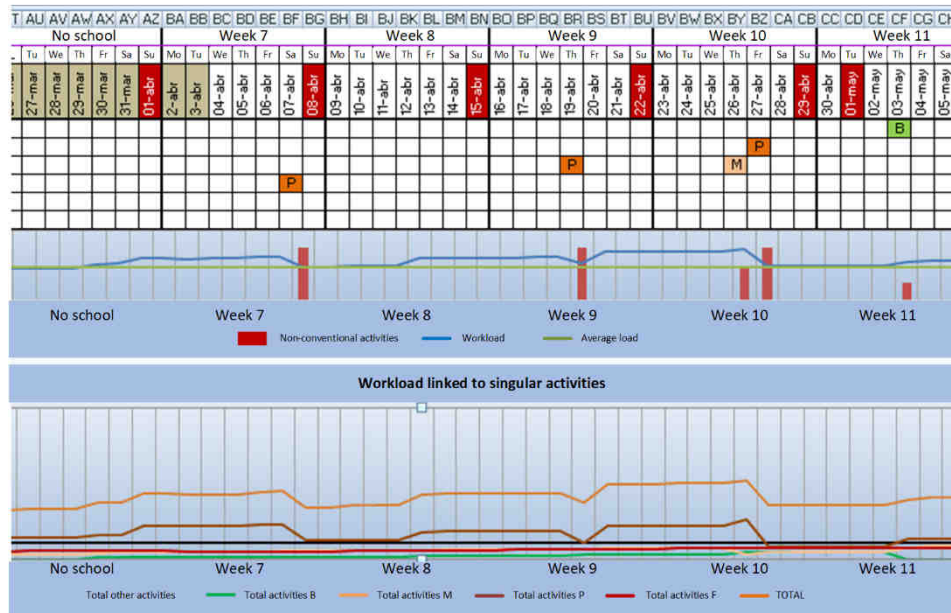 T AU AV AW AX AY AZ BA BB BC BD BE BF BG BH BI BJ BK BL BM BN BO BP BQ BR BS BT BU BV BW BX BY BZ CA CB CC CD CE CF CG CH
No school Week 7 Week 8 Week 9 Week 10 Week 11
Tu We Th Fr Sa Su Mo Tu We Th Fr Sa Su Mo Tu We Th Fr Sa Su Mo Tu We Th Fr Sa Su Mo Tu We Th Fr Sa Su Mo Tu We Th Fr Sa
27-mar 28-mar 29-mar 30-mar 31-mar 01-abr 2-abr 3-abr 04-abr 05-abr 06-abr 07-abr 08-abr 09-abr 10-abr 11-abr 12-abr 13-abr 14-abr 15-abr 16-abr 17-abr 18-abr 19-abr 20-abr 21-abr 22-abr 23-abr 24-abr 25-abr 26-abr 27-abr 28-abr 29-abr 30-abr 01-may 02-may 03-may 04-may 05-may
B
P
P M
P
No school Week 7 Week 8 Week 9 Week 10 Week 11
Non-conventional activities Workload Average load
Workload linked to singular activities
No school Week 7 Week 8 Week 9 Week 10 Week 11
Total other activities Total activities B Total activities M Total activities P Total activities F TOTAL